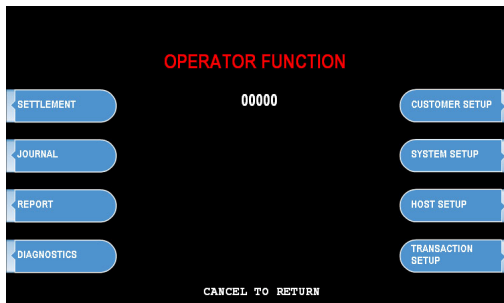 OPERATOR FUNCTION
00000
SETTLEMENT
CUSTOMER SETUP
JOURNAL
SYSTEM SETUP
REPORT
HOST SETUP
DIAGNOSTICS
TRANSACTION
SETUP
CANCEL TO RETURN